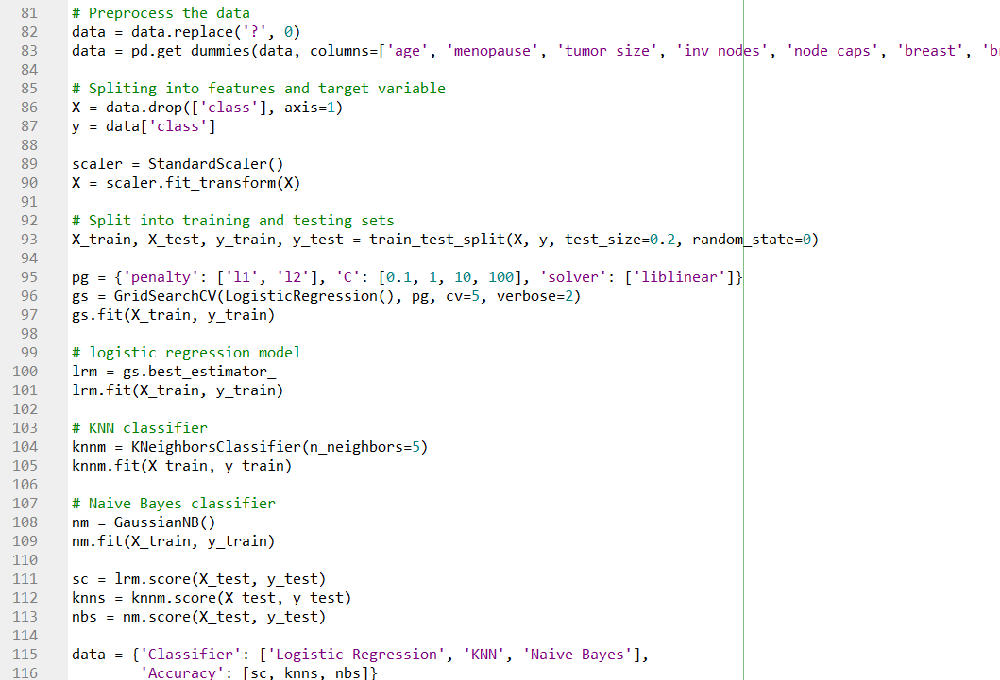 81 # Preprocess the data
82 data = data.replace('?', 0)
83 data = pd.get_dummies(data, columns=['age', 'menopause', 'tumor_size', 'inv_nodes', 'node_caps', 'breast', 'b
84
85 # Spliting into features and target variable
86 X = data.drop(['class'], axis=1)
87 y = data['class']
88
89 scaler = StandardScaler()
90 X = scaler.fit_transform(X)
91
92 # Split into training and testing sets
93 X_train, X_test, y_train, y_test = train_test_split(X, y, test_size=0.2, random_state=0)
94
95 pg = {'penalty': ['l1', 'l2'], 'C': [0.1, 1, 10, 100], 'solver': ['liblinear']}
96 gs = GridSearchCV(LogisticRegression(), pg, cv=5, verbose=2)
97 gs.fit(X_train, y_train)
98
99 # logistic regression model
100 lrm = gs.best_estimator_
101 lrm.fit(X_train, y_train)
102
103 # KNN classifier
104 knnm = KNeighborsClassifier(n_neighbors=5)
105 knnm.fit(X_train, y_train)
106
107 # Naive Bayes classifier
108 nm = GaussianNB()
109 nm.fit(X_train, y_train)
110
111 sc = lrm.score(X_test, y_test)
112 knns = knnm.score(X_test, y_test)
113 nbs = nm.score(X_test, y_test)
114
115 data = {'Classifier': ['Logistic Regression', 'KNN', 'Naive Bayes'],
116 'Accuracy': [sc, knns, nbs]}